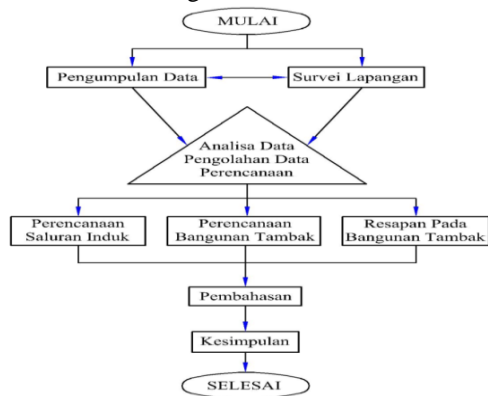 MULAI
Pengumpulan Data
Survei Lapangan
Analisa Data
Pengolahan Data
Perencanaan
Perencanaan
Saluran Induk
Perencanaan
Bangunan Tambak
Resapan Pada
Bangunan Tambak
Pembahasan
Kesimpulan
SELESAI